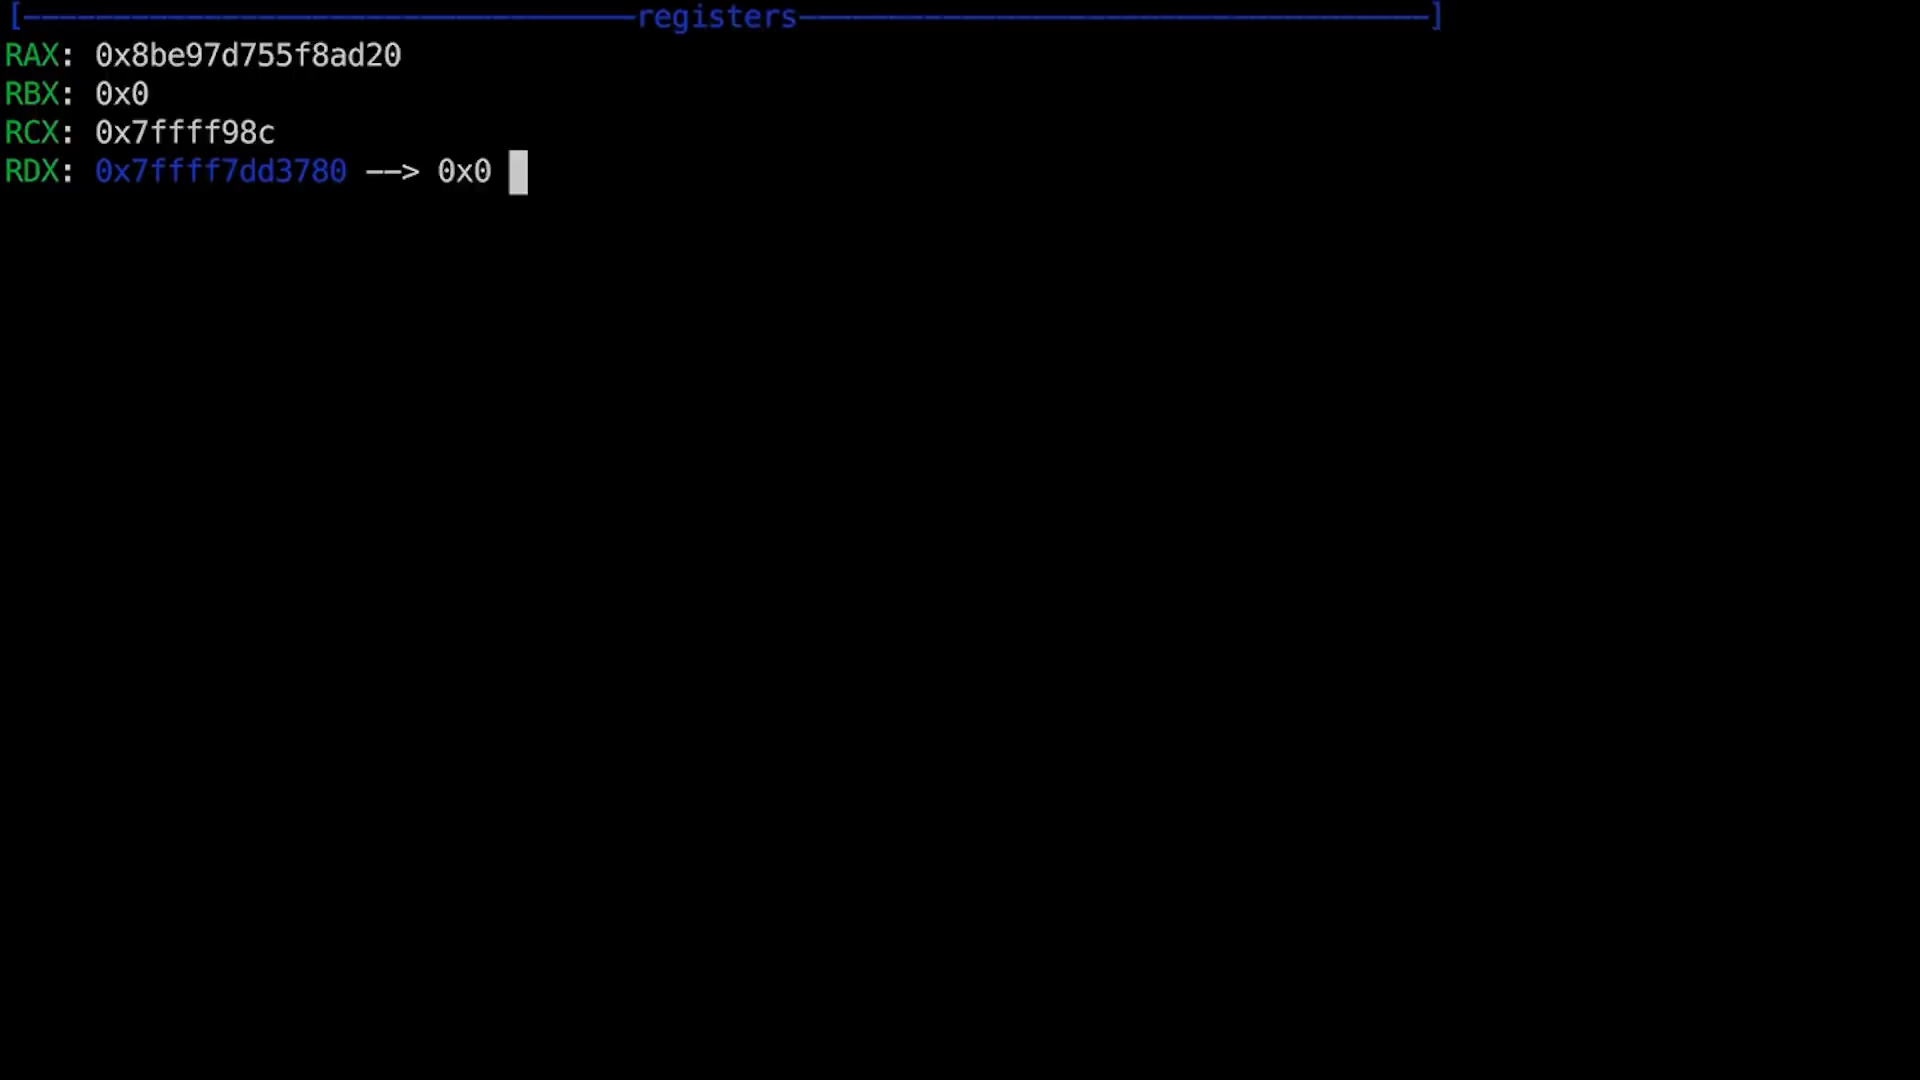 [----------------------------------registers-----------------------------------]
RAX: 0x8be97d755f8ad20
RBX: 0x0
RCX: 0x7ffff98c
RDX: 0x7ffff7dd3780 --> 0x0